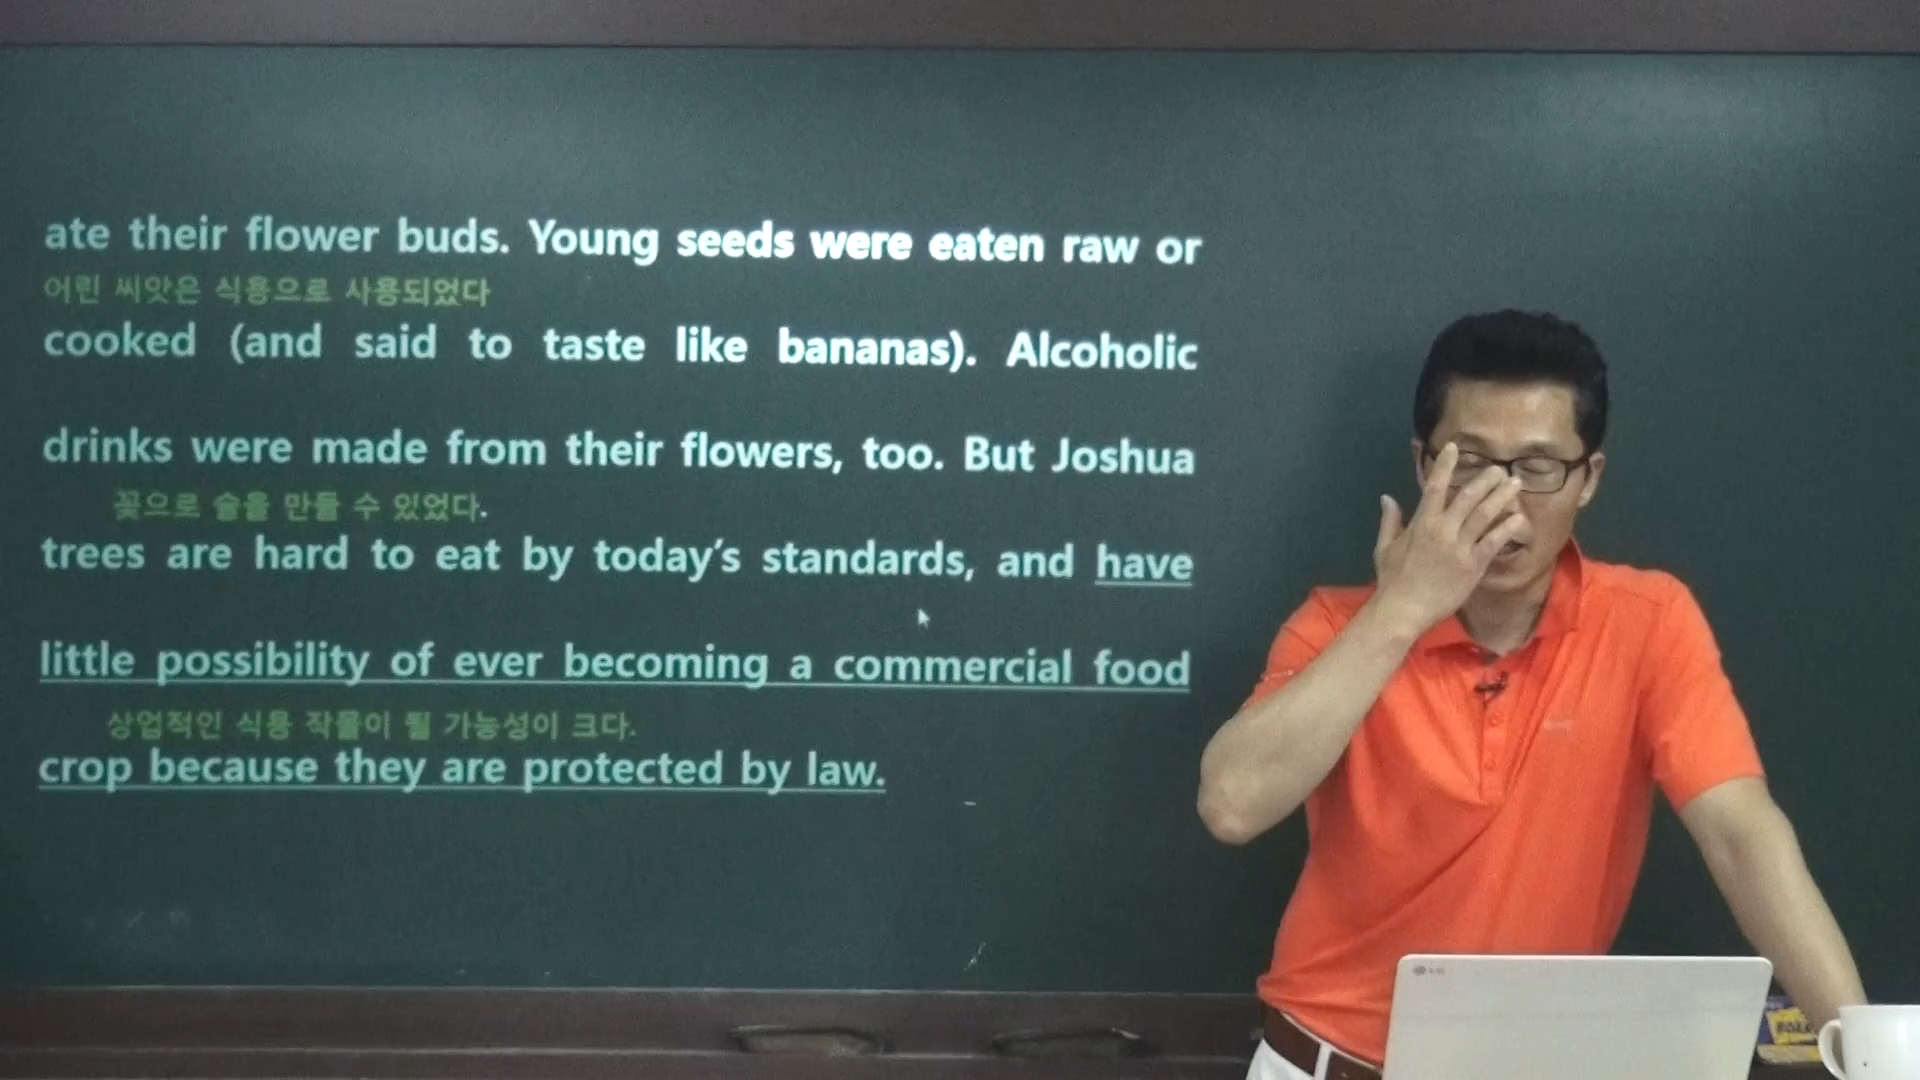 ate their flower buds. Young seeds were eaten raw or
어린 씨앗은 식용으로 사용되었다
cooked (and said to taste like bananas). Alcoholic
drinks were made from their flowers, too. But Joshua
꽃으로 술을 만들 수 있었다.
trees are hard to eat by today's standards, and have
little possibility of ever becoming a commercial food
상업적인 식용 작물이 될 가능성이 크다.
crop because they are protected by law.